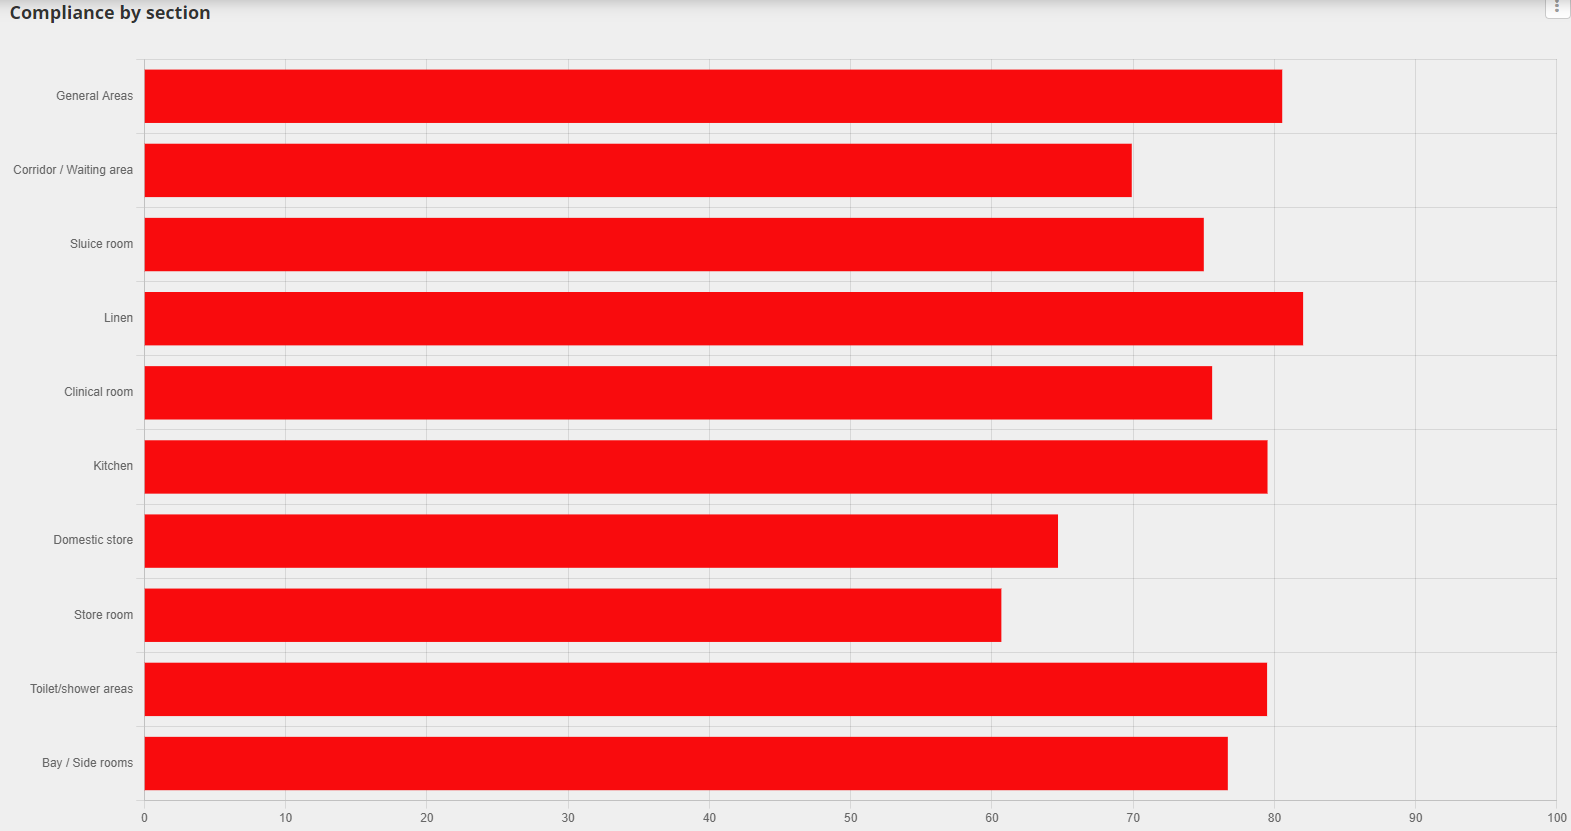 Compliance by section
General Areas
Corridor / Waiting area
Sluice room
Linen
Clinical room
Kitchen
Domestic store
Store room
Toilet/shower areas
Bay / Side rooms
0 10 20 30 40 50 60 70 80 90 100